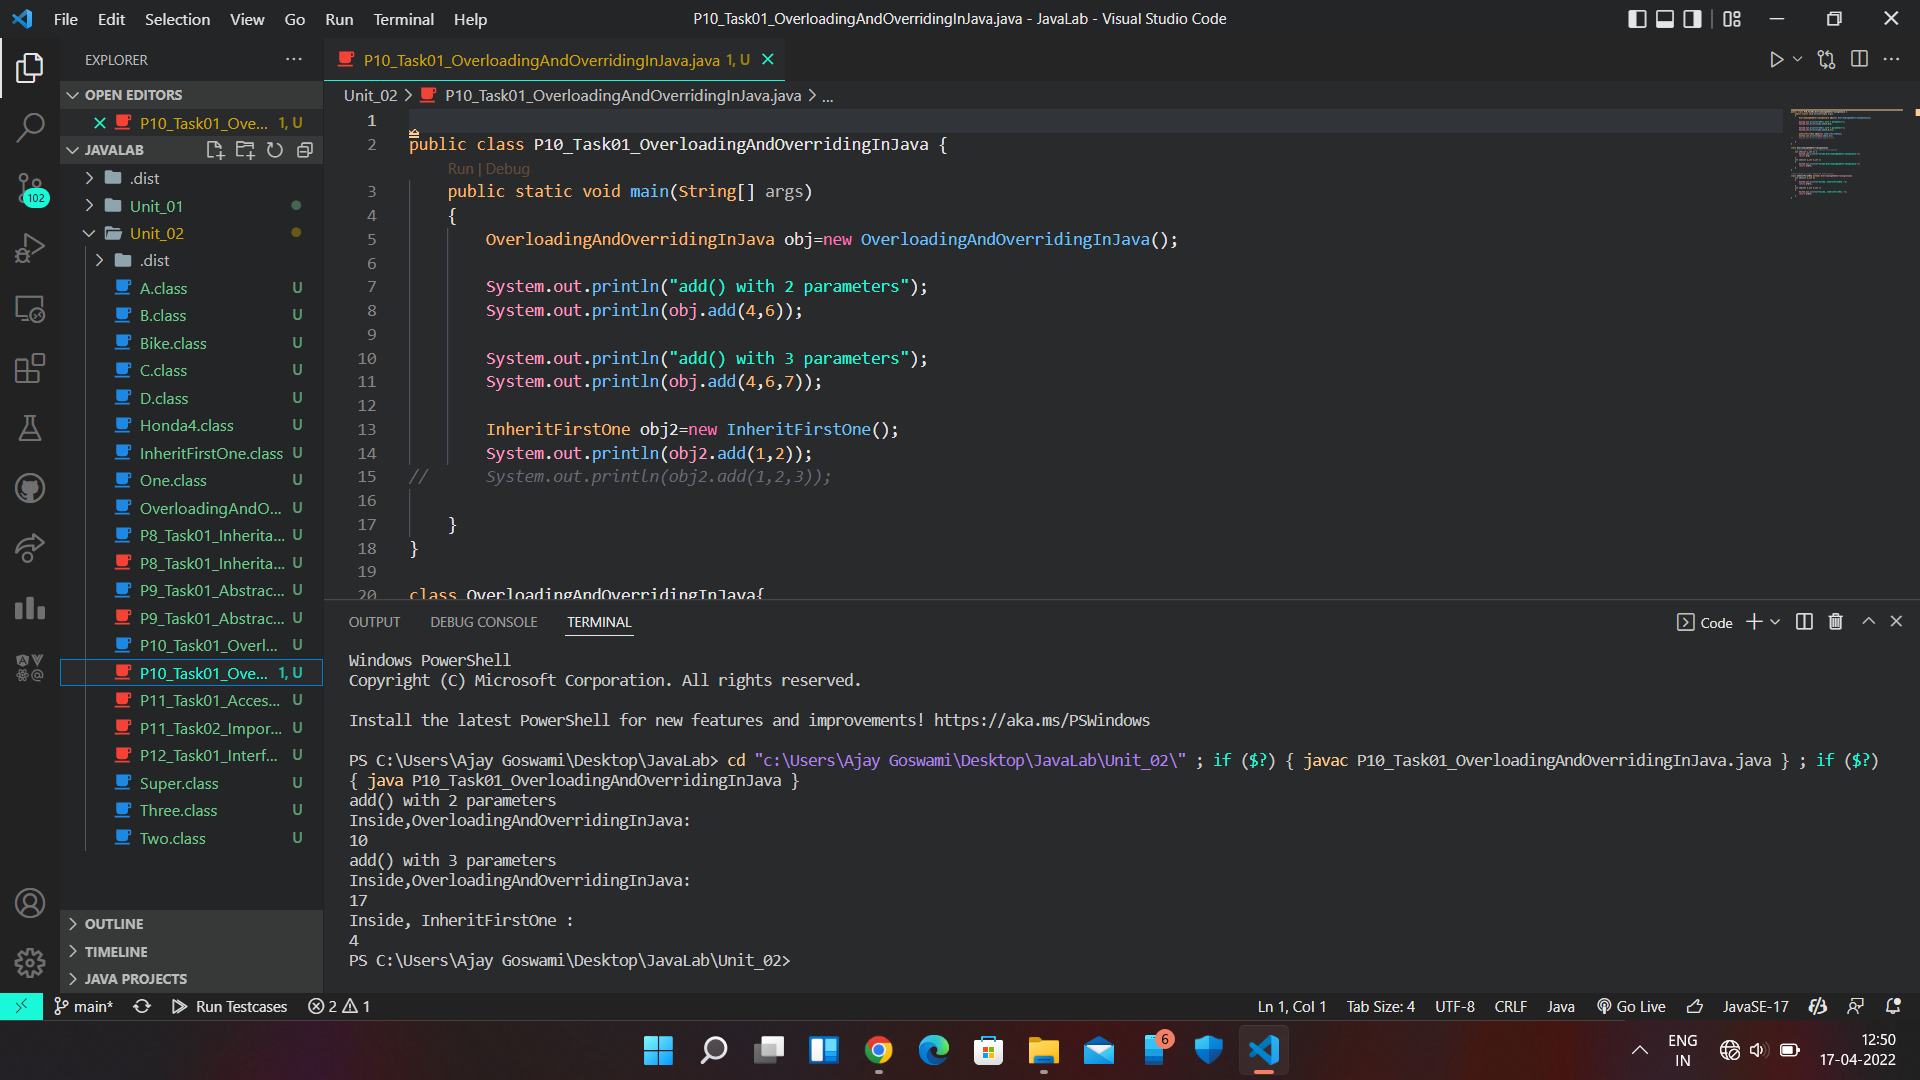 File Edit Selection View Go Run Terminal Help
P10_Task01_OverloadingAndOverridingInJava.java - JavaLab - Visual Studio Code
EXPLORER
OPEN EDITORS
P10_Task01_Ove... 1, U
JAVALAB
.dist
Unit_01
Unit_02
.dist
A.class U
B.class U
Bike.class U
C.class U
D.class U
Honda4.class U
InheritFirstOne.class U
One.class U
OverloadingAndO... U
P8_Task01_Inherita... U
P8_Task01_Inherita... U
P9_Task01_Abstrac... U
P9_Task01_Abstrac... U
P10_Task01_Overl... U
P10_Task01_Ove... 1, U
P11_Task01_Acces... U
P11_Task02_Impor... U
P12_Task01_Interf... U
Super.class U
Three.class U
Two.class U
OUTLINE
TIMELINE
JAVA PROJECTS
102
P10_Task01_OverloadingAndOverridingInJava.java 1, U
Unit_02 > P10_Task01_OverloadingAndOverridingInJava.java > ...
1
2 public class P10_Task01_OverloadingAndOverridingInJava {
Run | Debug
3 public static void main(String[] args)
4 {
5 OverloadingAndOverridingInJava obj=new OverloadingAndOverridingInJava();
6
7 System.out.println("add() with 2 parameters");
8 System.out.println(obj.add(4,6));
9
10 System.out.println("add() with 3 parameters");
11 System.out.println(obj.add(4,6,7));
12
13 InheritFirstOne obj2=new InheritFirstOne();
14 System.out.println(obj2.add(1,2));
15 // System.out.println(obj2.add(1,2,3));
16
17 }
18 }
19
20 class OverloadingAndOverridingInJava{
OUTPUT DEBUG CONSOLE TERMINAL
Code
Windows PowerShell
Copyright (C) Microsoft Corporation. All rights reserved.
Install the latest PowerShell for new features and improvements! https://aka.ms/PSWindows
PS C:\Users\Ajay Goswami\Desktop\JavaLab> cd "c:\Users\Ajay Goswami\Desktop\JavaLab\Unit_02\" ; if ($?) { javac P10_Task01_OverloadingAndOverridingInJava.java } ; if ($?)
{ java P10_Task01_OverloadingAndOverridingInJava }
add() with 2 parameters
Inside,OverloadingAndOverridingInJava:
10
add() with 3 parameters
Inside,OverloadingAndOverridingInJava:
17
Inside, InheritFirstOne :
4
PS C:\Users\Ajay Goswami\Desktop\JavaLab\Unit_02>
main* Run Testcases 2 1
Ln 1, Col 1 Tab Size: 4 UTF-8 CRLF Java Go Live JavaSE-17
6
ENG
IN
12:50
17-04-2022